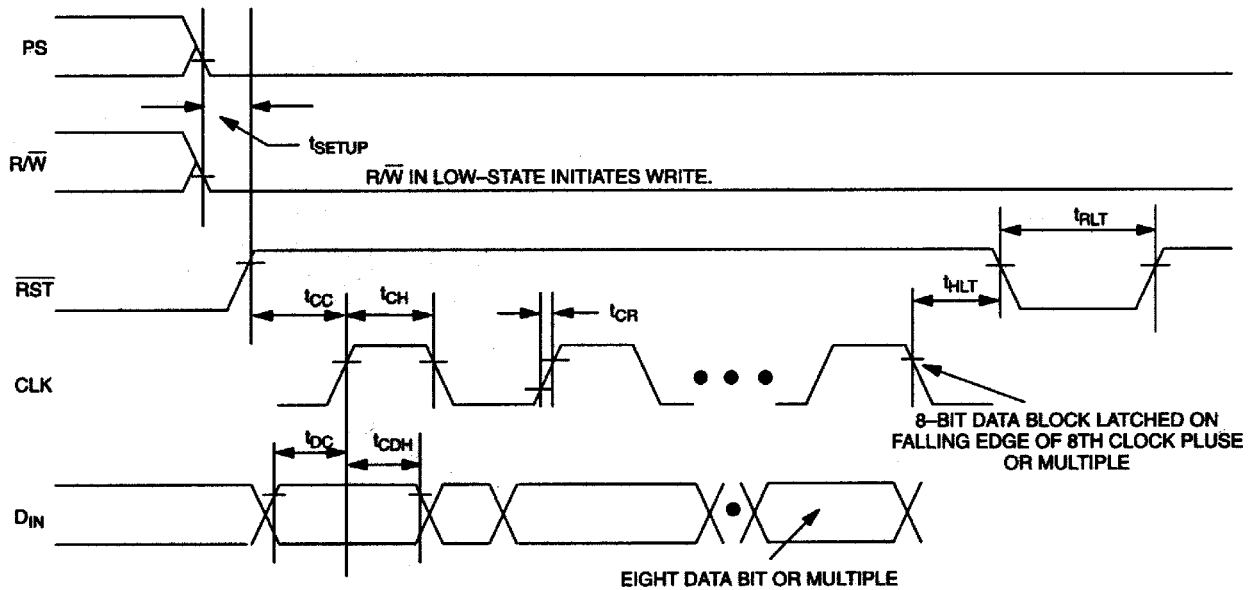 PS
tSETUP
R/W̅
R/W̅ IN LOW–STATE INITIATES WRITE.
tRLT
R̅S̅T̅
tCC
tCH
tCR
tHLT
CLK
8–BIT DATA BLOCK LATCHED ON
FALLING EDGE OF 8TH CLOCK PLUSE
OR MULTIPLE
tDC
tCDH
DIN
EIGHT DATA BIT OR MULTIPLE